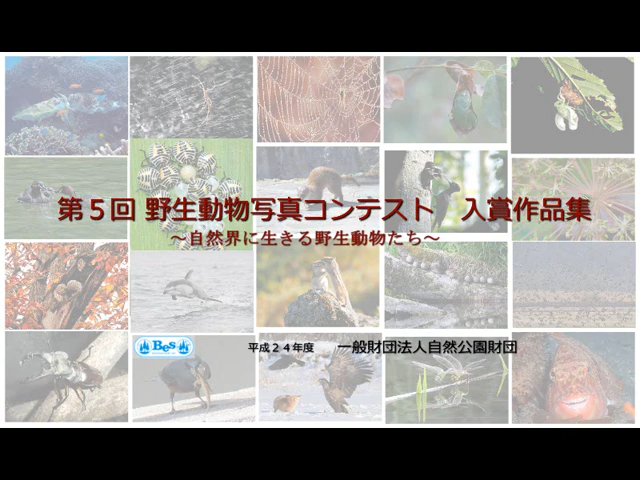 第５回 野生動物写真コンテスト　入賞作品集
～自然界に生きる野生動物たち～
Bes
平成２４年度　一般財団法人自然公園財団